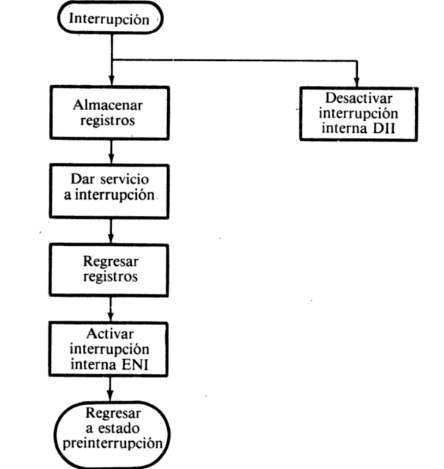 Interrupción
Almacenar
registros
Desactivar
interrupción
interna DII
Dar servicio
a interrupción
Regresar
registros
Activar
interrupción
interna ENI
Regresar
a estado
preinterrupción